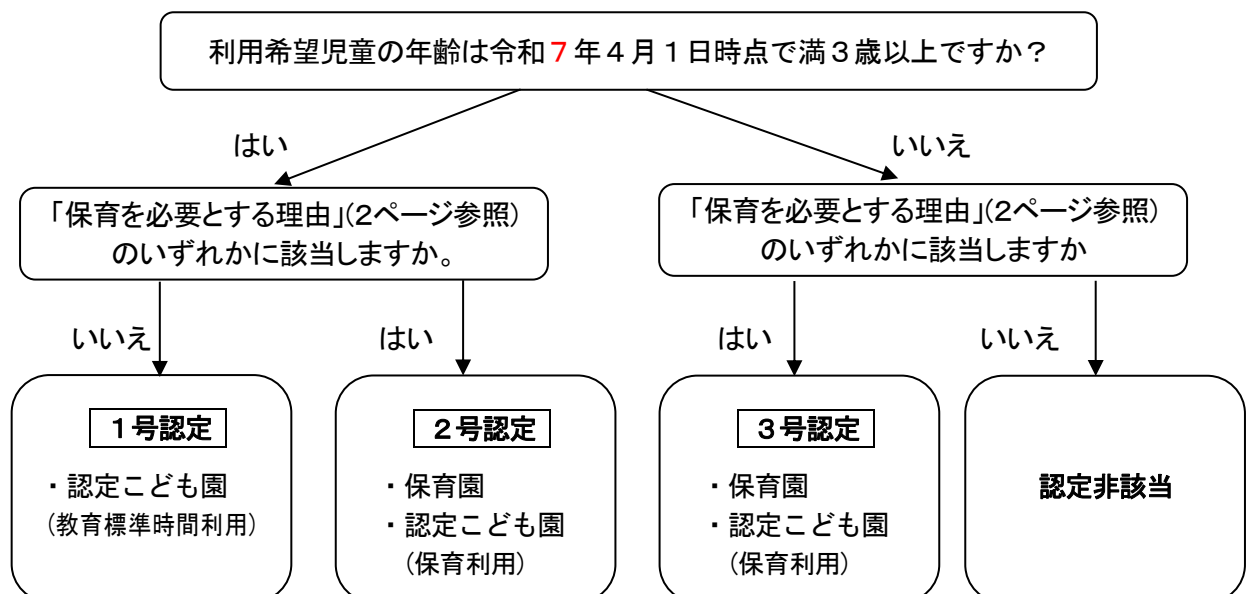 利用希望児童の年齢は令和７年４月１日時点で満３歳以上ですか？
はい
いいえ
「保育を必要とする理由」(2ページ参照)
のいずれかに該当しますか。
「保育を必要とする理由」(2ページ参照)
のいずれかに該当しますか
いいえ
はい
はい
いいえ
１号認定
・認定こども園
(教育標準時間利用)
２号認定
・保育園
・認定こども園
(保育利用)
３号認定
・保育園
・認定こども園
(保育利用)
認定非該当